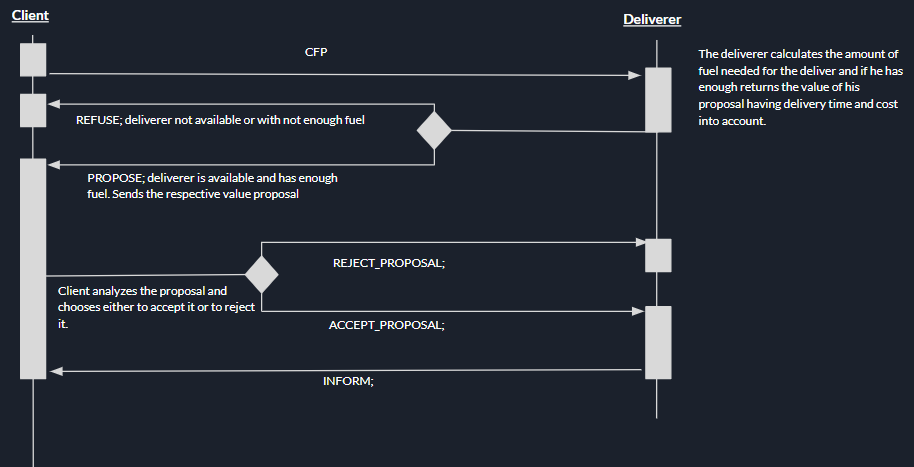 Client
Deliverer
CFP
The deliverer calculates the amount of
fuel needed for the deliver and if he has
enough returns the value of his
proposal having delivery time and cost
into account.
REFUSE; deliverer not available or with not enough fuel
PROPOSE; deliverer is available and has enough
fuel. Sends the respective value proposal
REJECT_PROPOSAL;
Client analyzes the proposal and
chooses either to accept it or to reject
it.
ACCEPT_PROPOSAL;
INFORM;